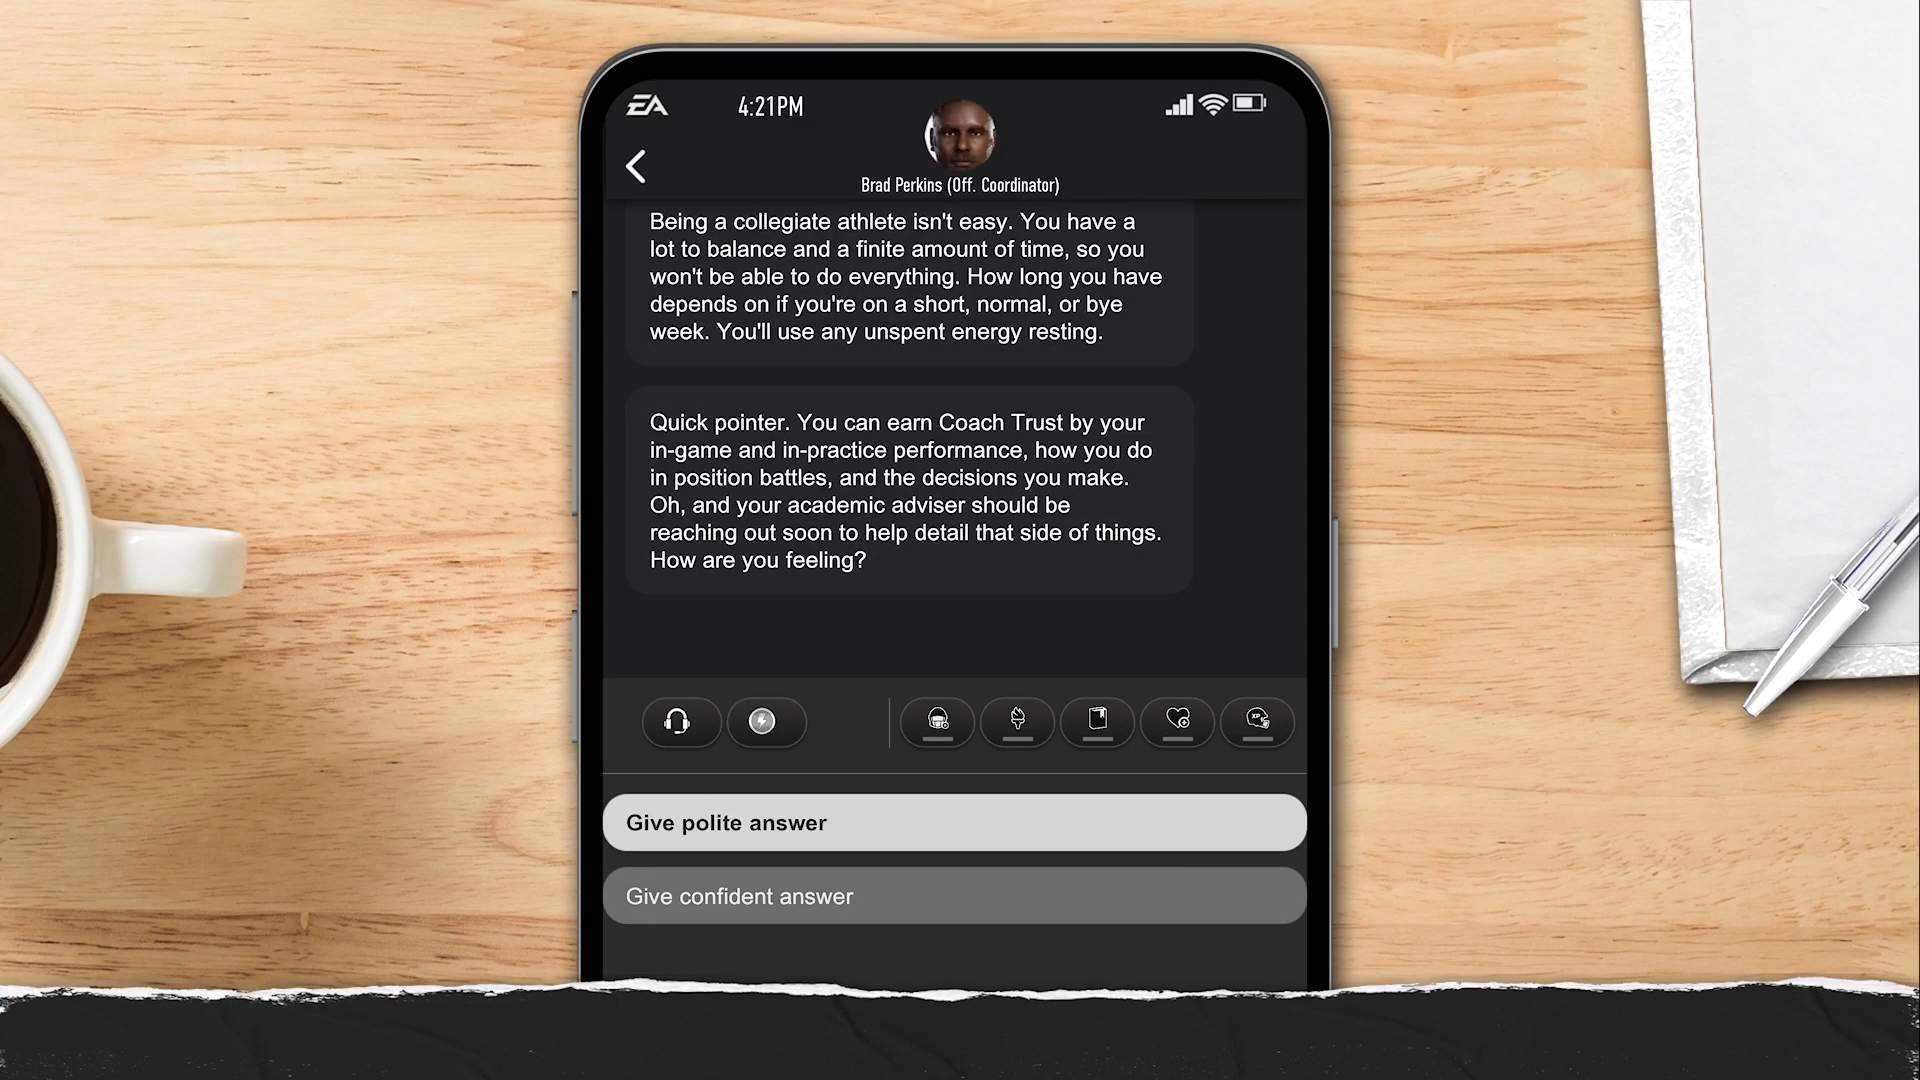 EA
4:21PM
Brad Perkins (Off. Coordinator)
Being a collegiate athlete isn't easy. You have a
lot to balance and a finite amount of time, so you
won't be able to do everything. How long you have
depends on if you're on a short, normal, or bye
week. You'll use any unspent energy resting.
Quick pointer. You can earn Coach Trust by your
in-game and in-practice performance, how you do
in position battles, and the decisions you make.
Oh, and your academic adviser should be
reaching out soon to help detail that side of things.
How are you feeling?
XP
Give polite answer
Give confident answer